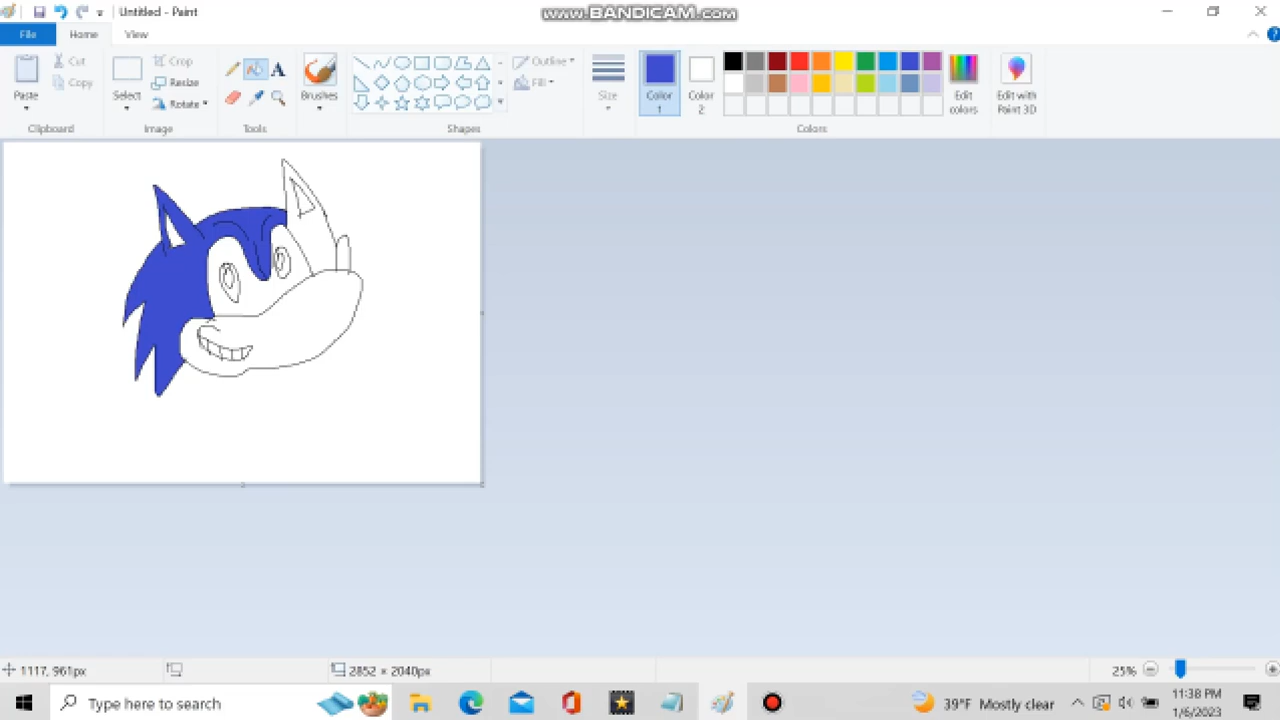 Untitled - Paint
www.BANDICAM.com
File
Home
View
Paste
Cut
Copy
Clipboard
Select
Crop
Resize
Rotate
Image
A
Tools
Brushes
Shapes
Outline
Fill
Size
Color
1
Color
2
Colors
Edit
colors
Edit with
Paint 3D
?
1117, 961px
2852 × 2040px
25%
Type here to search
39°F Mostly clear
11:38 PM
1/6/2023